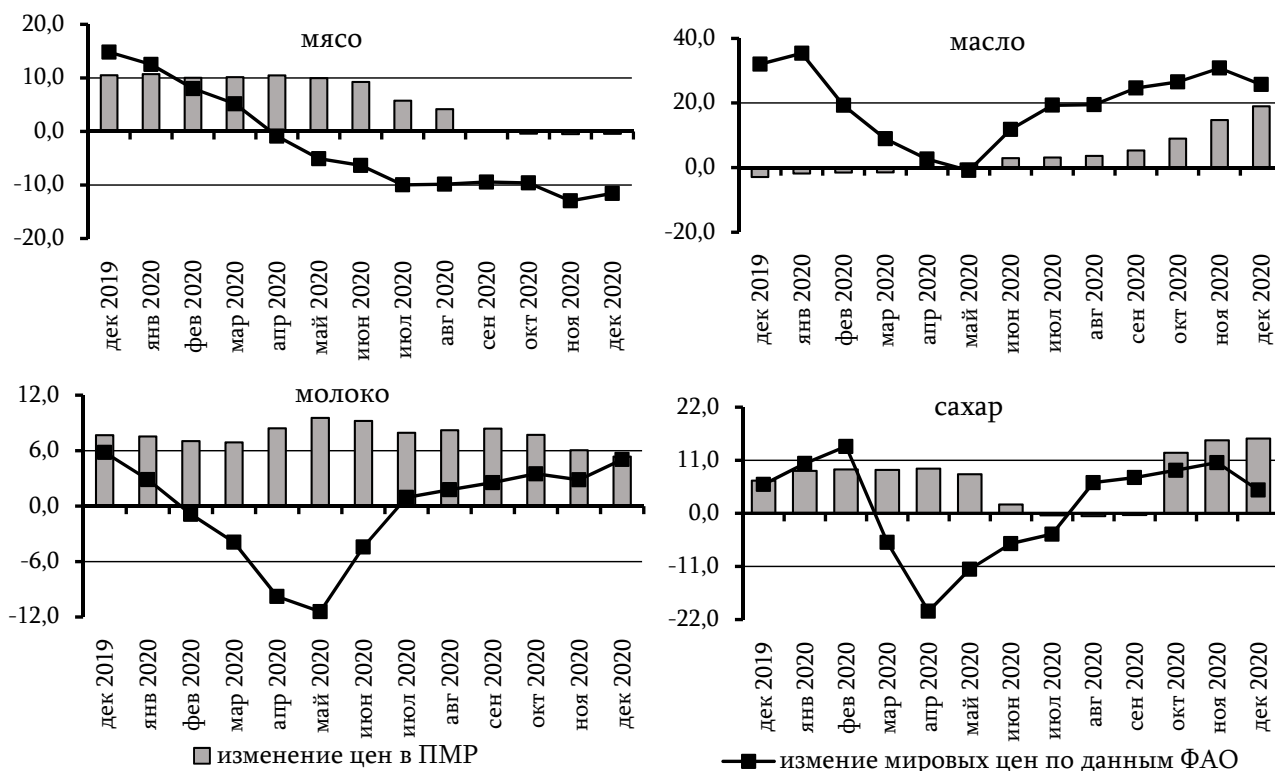 мясо
20,0
10,0
0,0
-10,0
-20,0
дек 2019
янв 2020
фев 2020
мар 2020
апр 2020
май 2020
июн 2020
июл 2020
авг 2020
сен 2020
окт 2020
ноя 2020
дек 2020
масло
40,0
20,0
0,0
-20,0
дек 2019
янв 2020
фев 2020
мар 2020
апр 2020
май 2020
июн 2020
июл 2020
авг 2020
сен 2020
окт 2020
ноя 2020
дек 2020
молоко
12,0
6,0
0,0
-6,0
-12,0
дек 2019
янв 2020
фев 2020
мар 2020
апр 2020
май 2020
июн 2020
июл 2020
авг 2020
сен 2020
окт 2020
ноя 2020
дек 2020
сахар
22,0
11,0
0,0
-11,0
-22,0
дек 2019
янв 2020
фев 2020
мар 2020
апр 2020
май 2020
июн 2020
июл 2020
авг 2020
сен 2020
окт 2020
ноя 2020
дек 2020
изменение цен в ПМР
измение мировых цен по данным ФАО